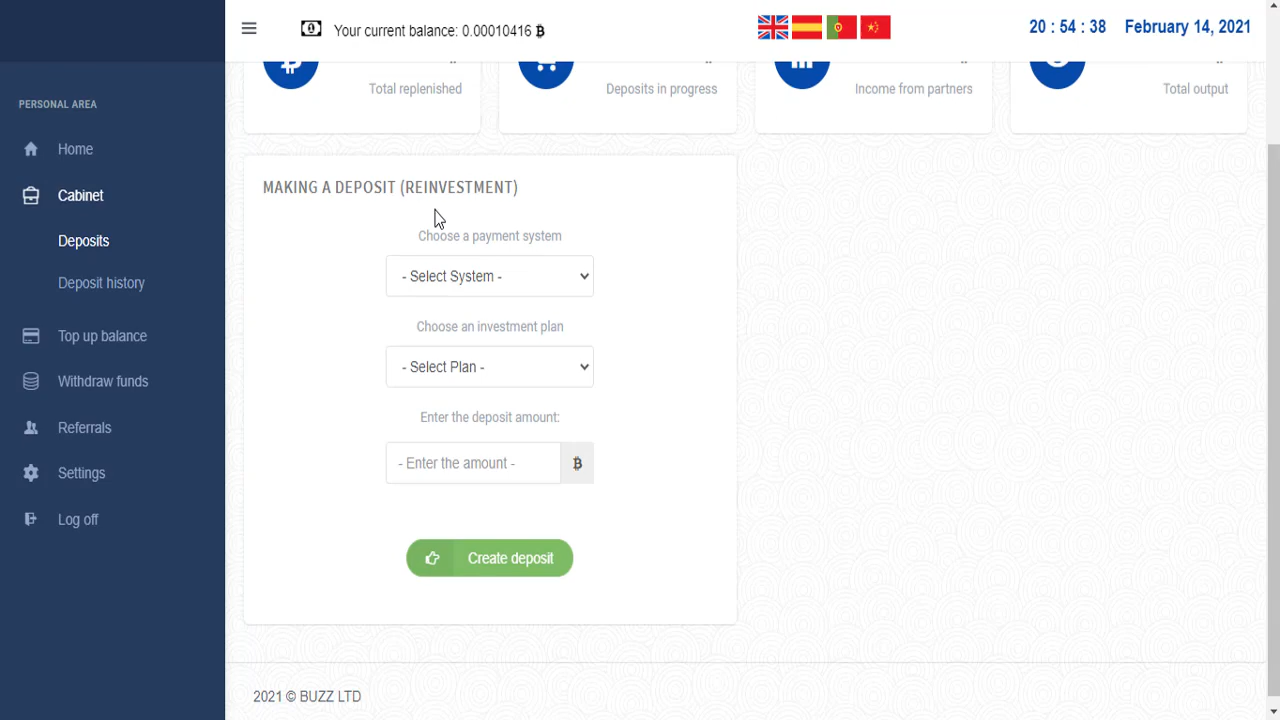 Your current balance: 0.00010416 ₿
20 : 54 : 38 February 14, 2021
PERSONAL AREA
Home
Cabinet
Deposits
Deposit history
Top up balance
Withdraw funds
Referrals
Settings
Log off
Total replenished
Deposits in progress
Income from partners
Total output
MAKING A DEPOSIT (REINVESTMENT)
Choose a payment system
- Select System -
Choose an investment plan
- Select Plan -
Enter the deposit amount:
- Enter the amount - ₿
Create deposit
2021 © BUZZ LTD